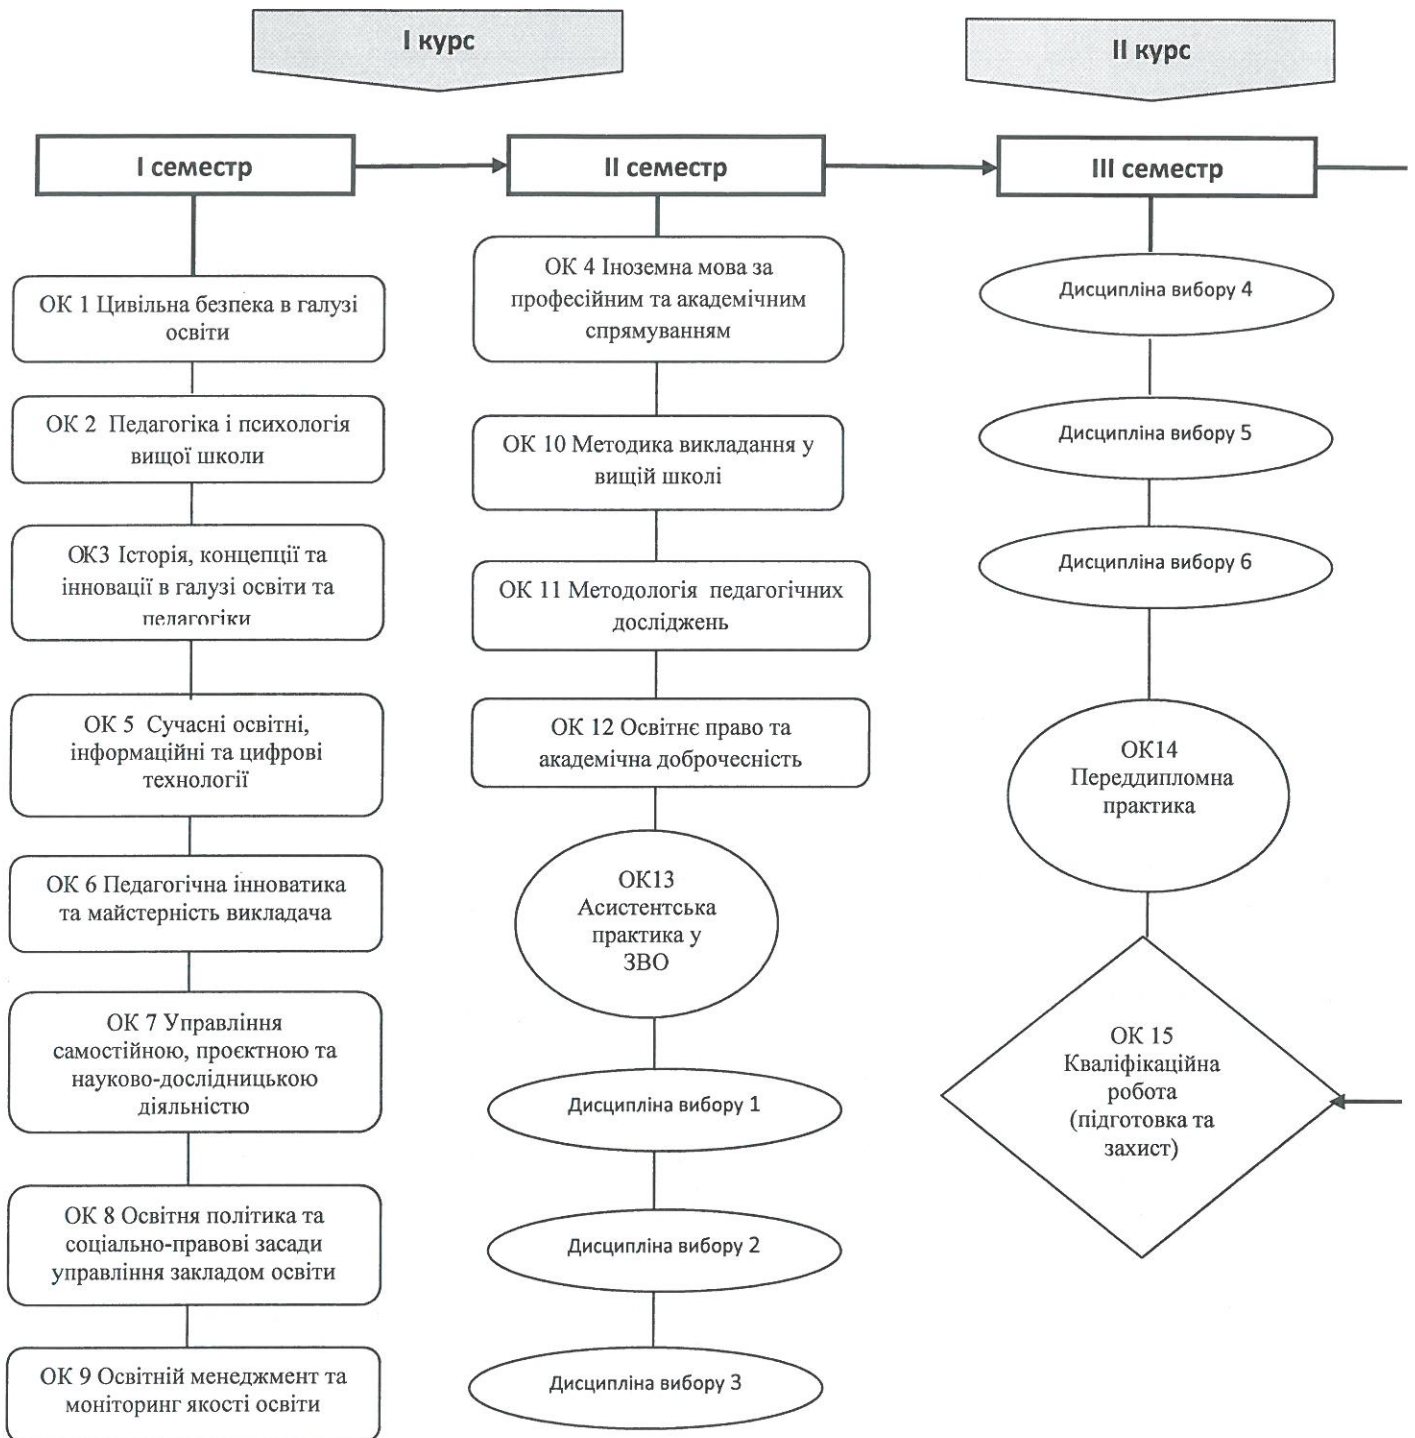 І курс
ІІ курс
І семестр
ІІ семестр
ІІІ семестр
ОК 1 Цивільна безпека в галузі
освіти
ОК 2 Педагогіка і психологія
вищої школи
ОК3 Історія, концепції та
інновації в галузі освіти та
педагогіки
ОК 5 Сучасні освітні,
інформаційні та цифрові
технології
ОК 6 Педагогічна інноватика
та майстерність викладача
ОК 7 Управління
самостійною, проєктною та
науково-дослідницькою
діяльністю
ОК 8 Освітня політика та
соціально-правові засади
управління закладом освіти
ОК 9 Освітній менеджмент та
моніторинг якості освіти
ОК 4 Іноземна мова за
професійним та академічним
спрямуванням
ОК 10 Методика викладання у
вищій школі
ОК 11 Методологія педагогічних
досліджень
ОК 12 Освітнє право та
академічна доброчесність
ОК13
Асистентська
практика у
ЗВО
Дисципліна вибору 1
Дисципліна вибору 2
Дисципліна вибору 3
Дисципліна вибору 4
Дисципліна вибору 5
Дисципліна вибору 6
ОК14
Переддипломна
практика
ОК 15
Кваліфікаційна
робота
(підготовка та
захист)